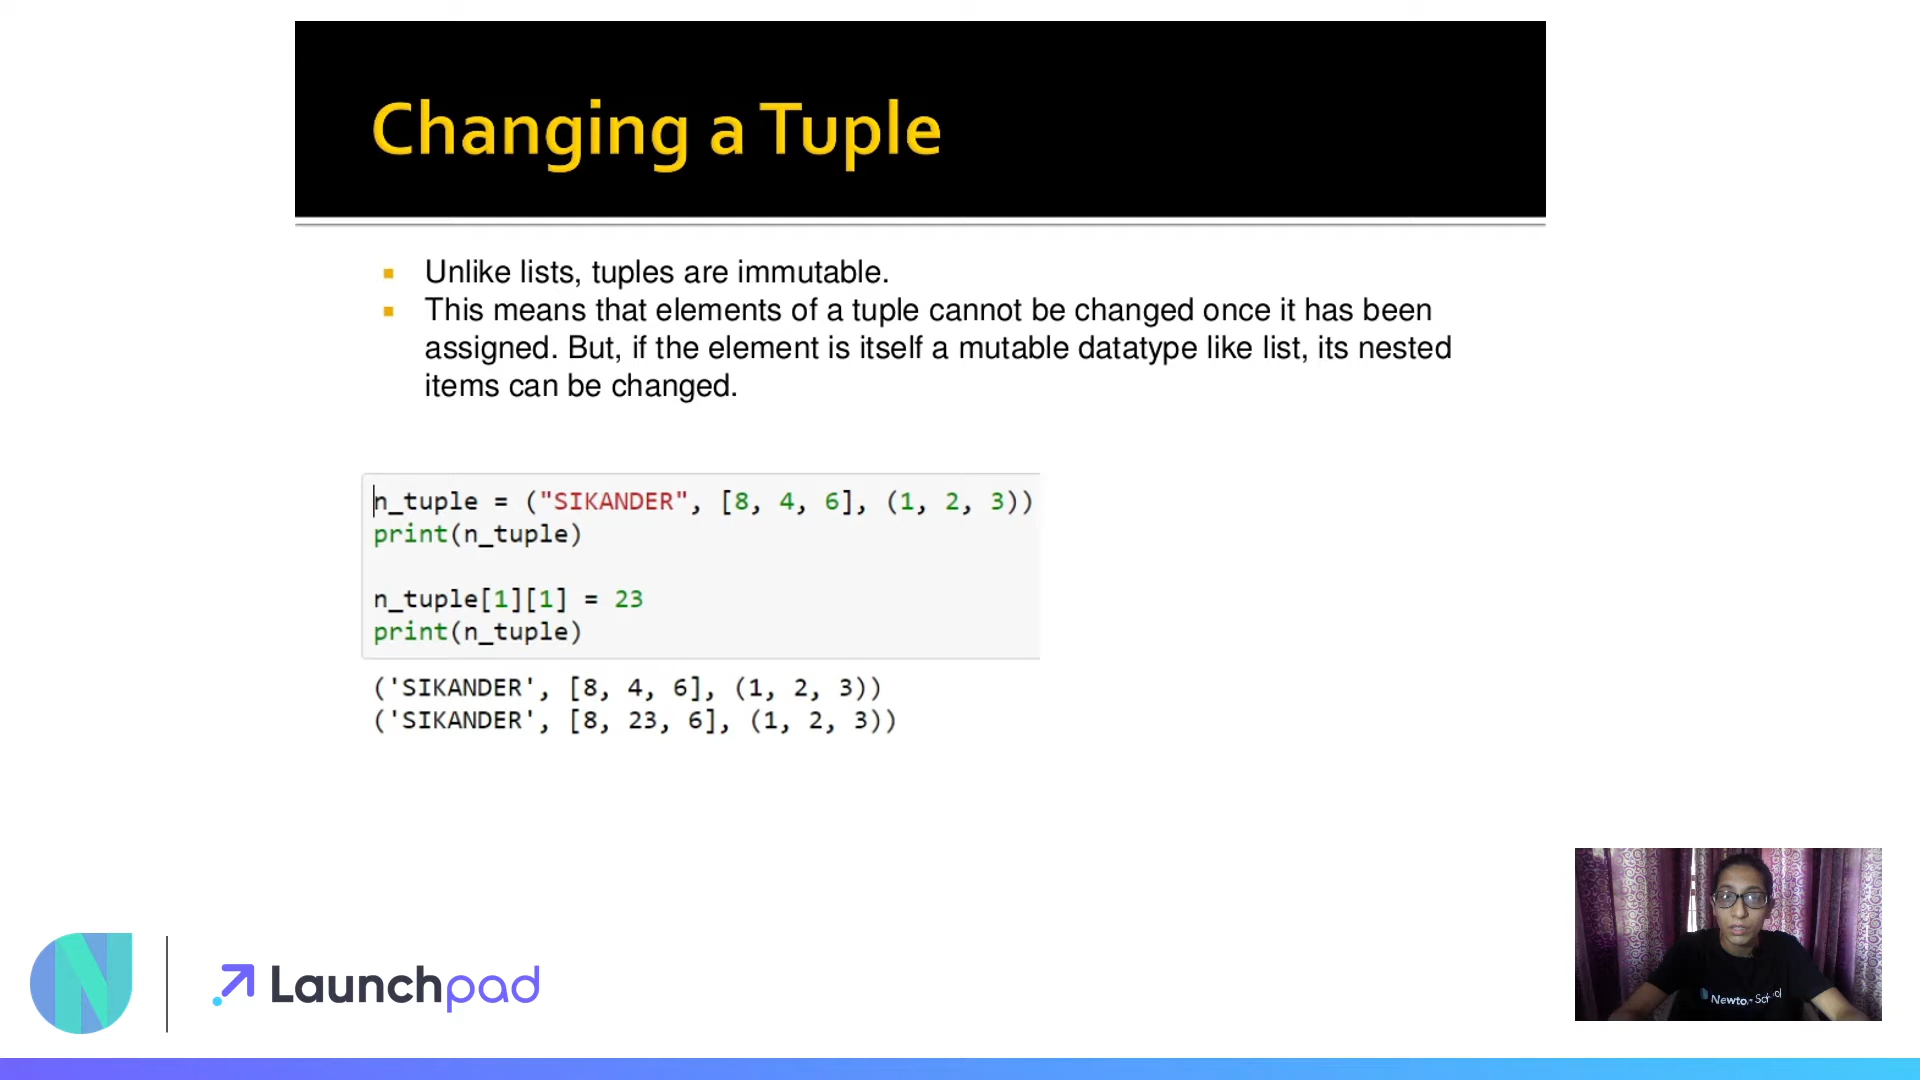 Changing a Tuple
Unlike lists, tuples are immutable.
This means that elements of a tuple cannot be changed once it has been
assigned. But, if the element is itself a mutable datatype like list, its nested
items can be changed.
n_tuple = ("SIKANDER", [8, 4, 6], (1, 2, 3))
print(n_tuple)
n_tuple[1][1] = 23
print(n_tuple)
('SIKANDER', [8, 4, 6], (1, 2, 3))
('SIKANDER', [8, 23, 6], (1, 2, 3))
Launchpad
Newton School